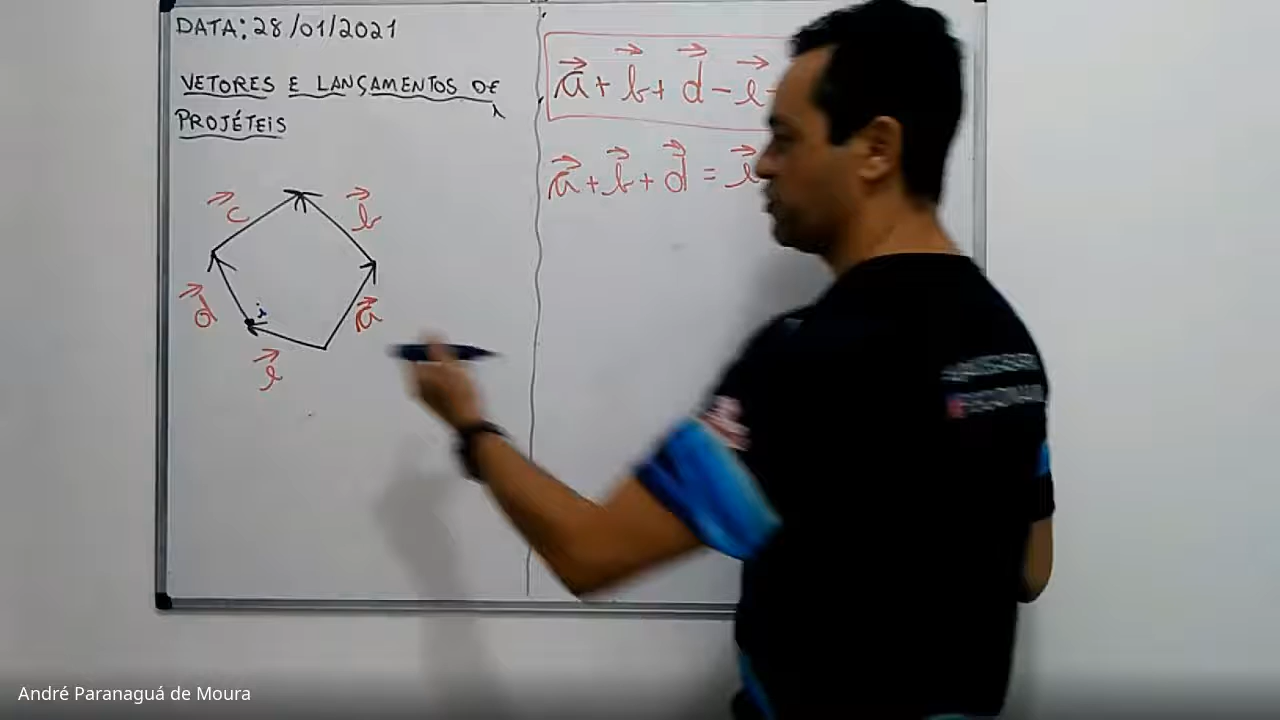 DATA: 28/01/2021
VETORES E LANÇAMENTOS DE
PROJÉTEIS
c
b
d
i
a
e
a + b + d - e -
a + b + d = e
André Paranaguá de Moura